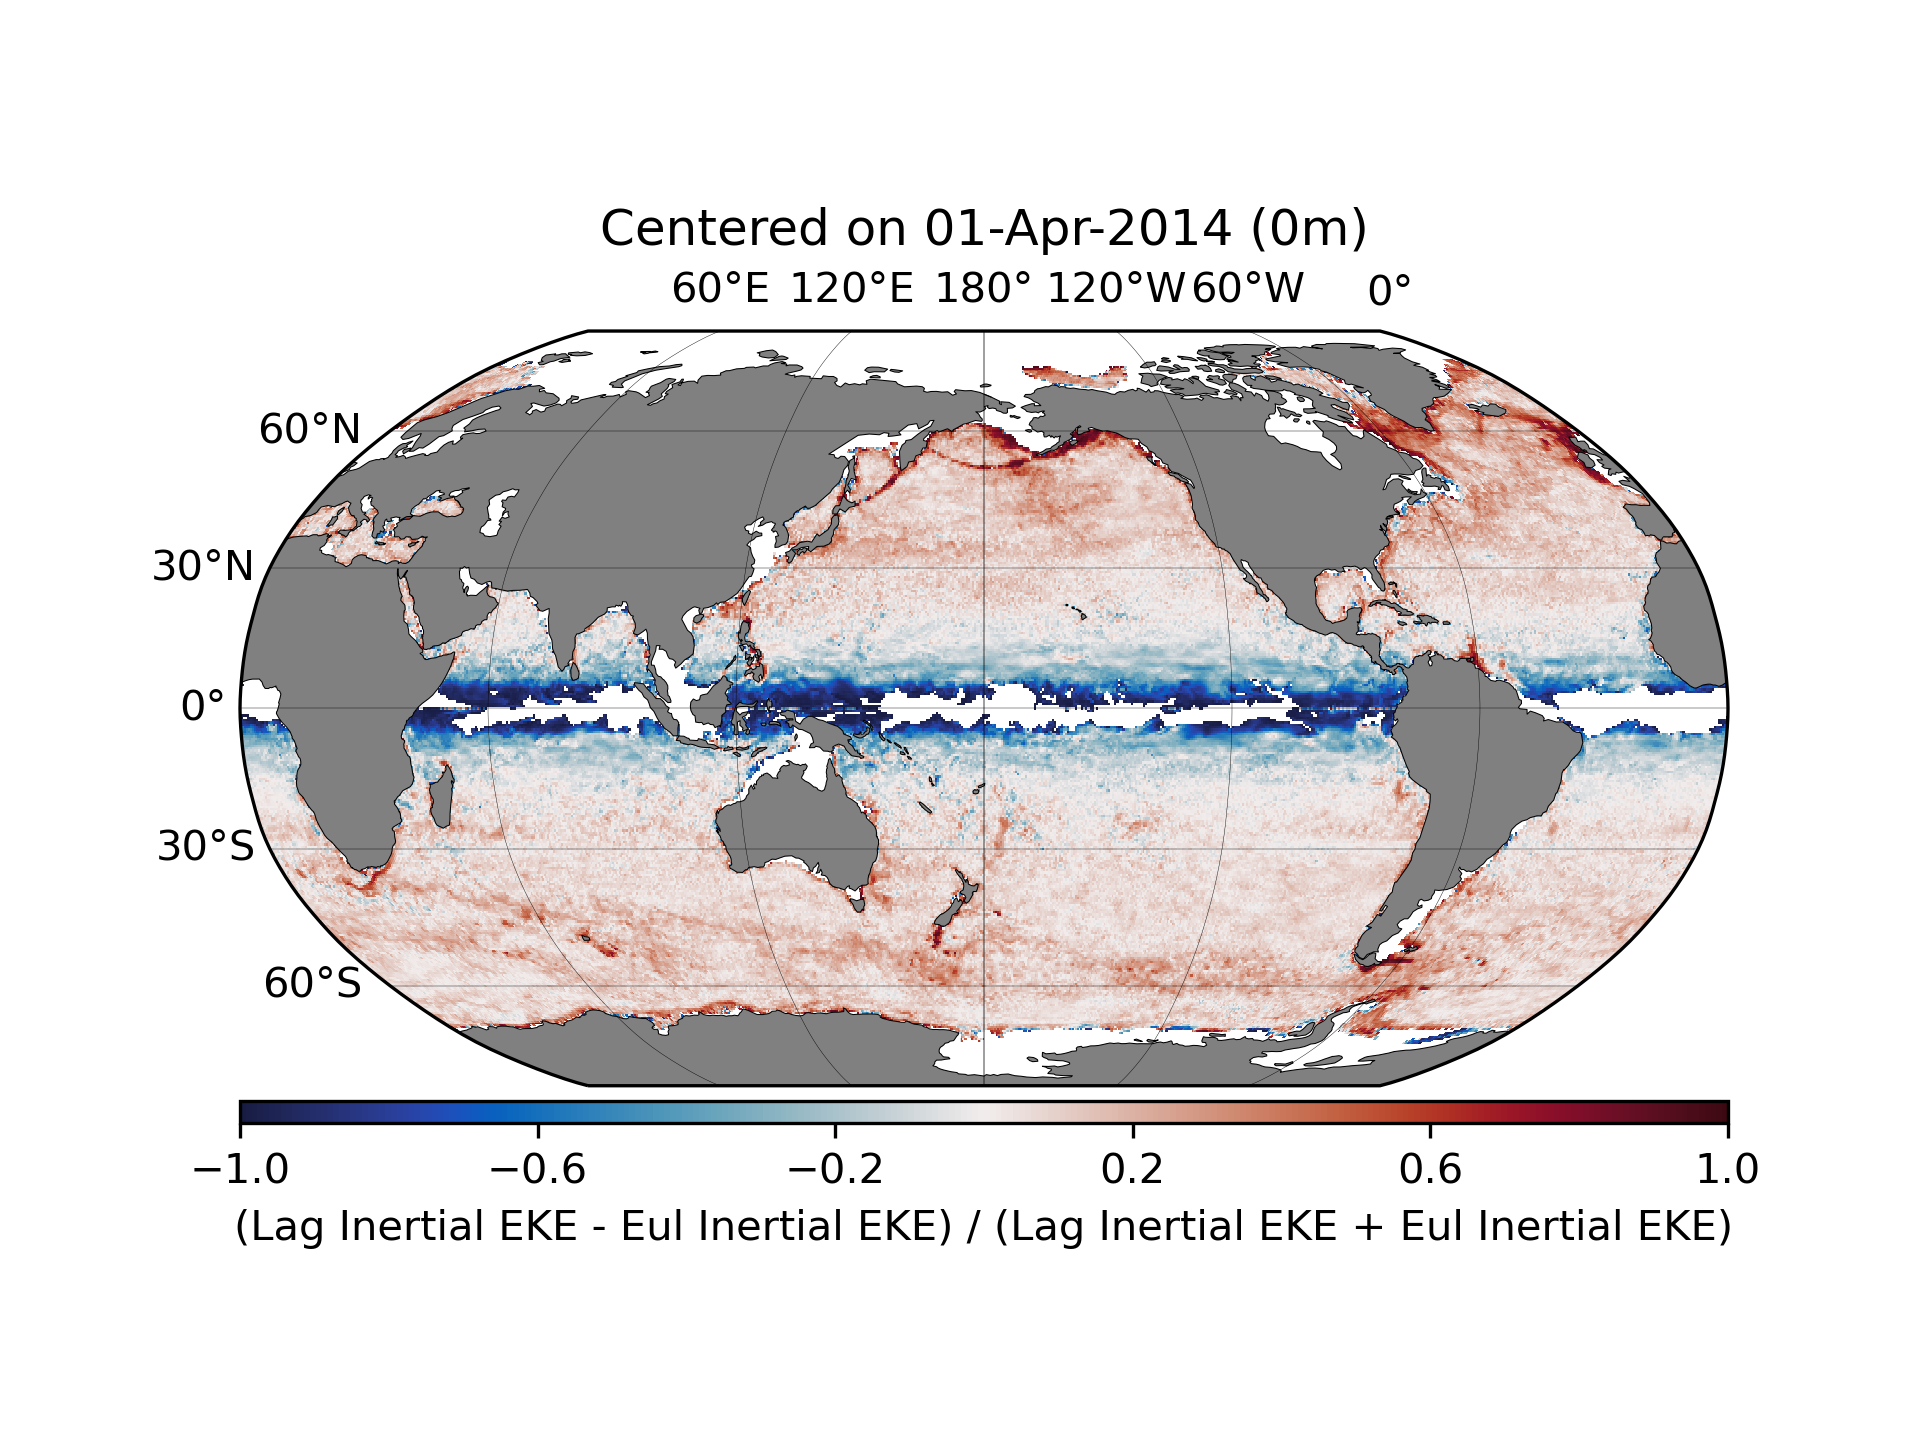 Centered on 01-Apr-2014 (0m)
60°E 120°E 180° 120°W 60°W 0°
60°N
30°N
0°
30°S
60°S
−1.0 −0.6 −0.2 0.2 0.6 1.0
(Lag Inertial EKE - Eul Inertial EKE) / (Lag Inertial EKE + Eul Inertial EKE)